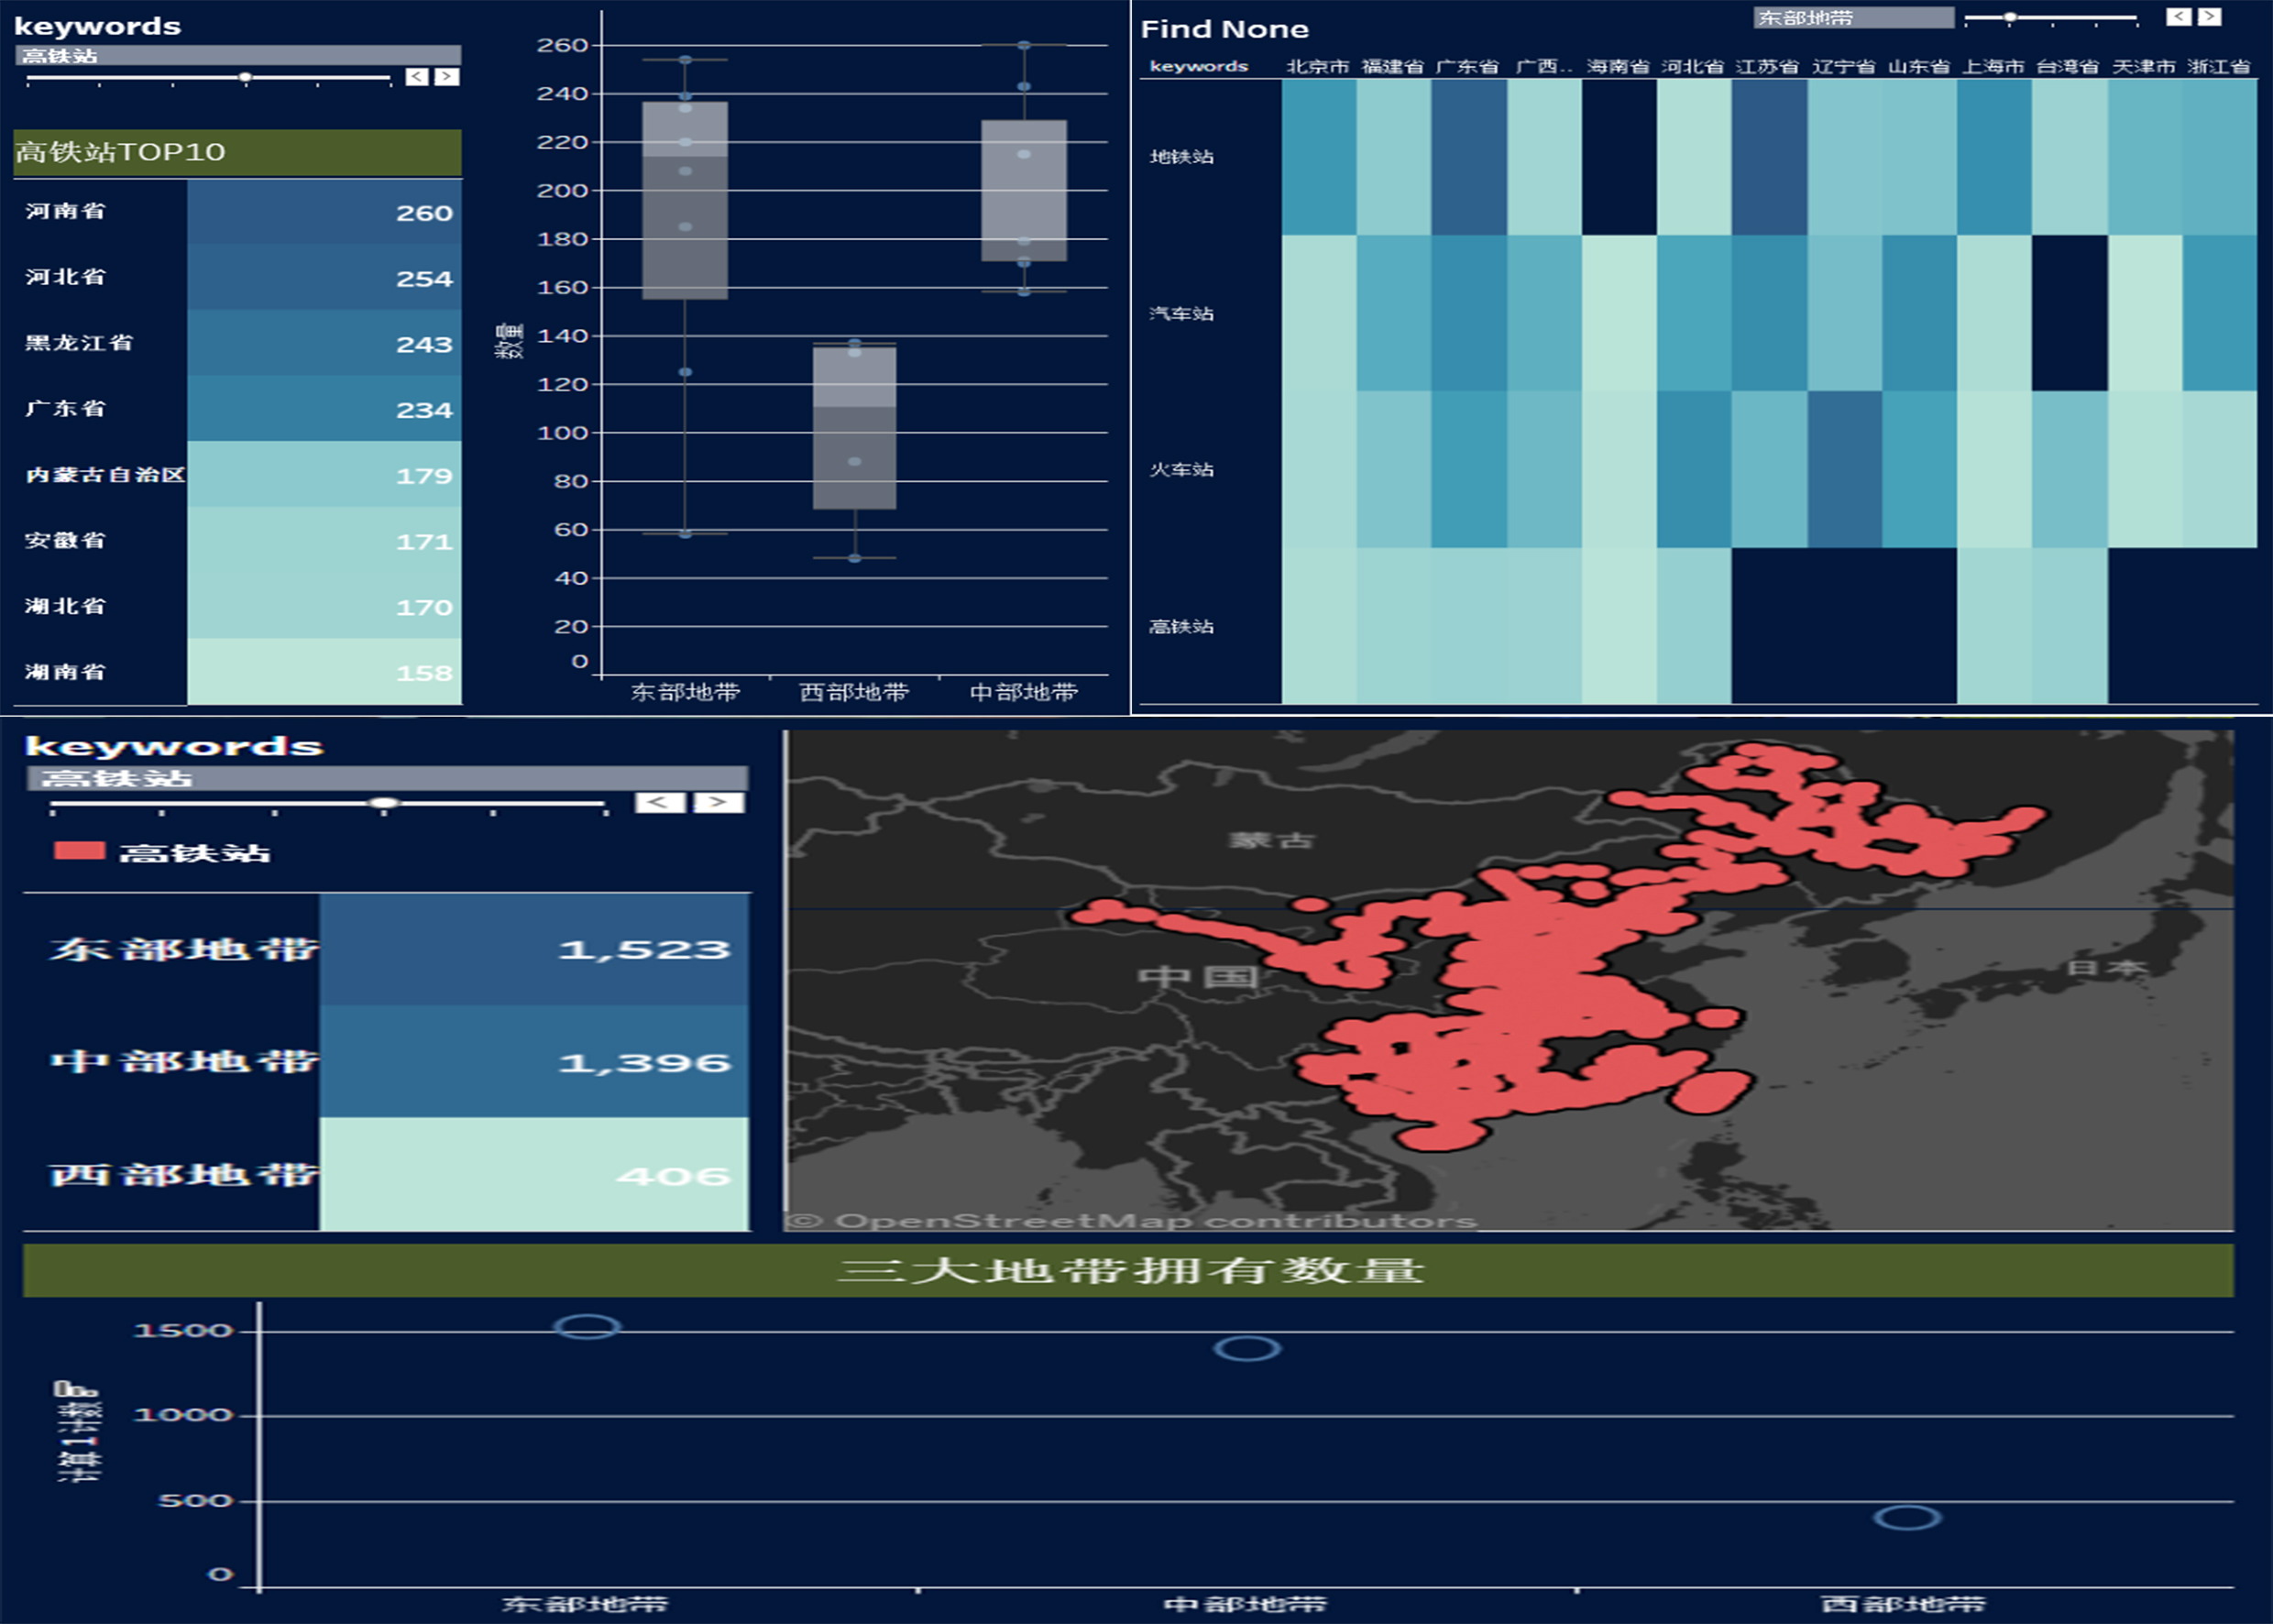 keywords
高铁站
高铁站TOP10
河南省 260
河北省 254
黑龙江省 243
广东省 234
内蒙古自治区 179
安徽省 171
湖北省 170
湖南省 158
数量
260
240
220
200
180
160
140
120
100
80
60
40
20
0
东部地带 西部地带 中部地带
Find None
东部地带
keywords 北京市 福建省 广东省 广西.. 海南省 河北省 江苏省 辽宁省 山东省 上海市 台湾省 天津市 浙江省
地铁站
汽车站
火车站
高铁站
keywords
高铁站
高铁站
东部地带 1,523
中部地带 1,396
西部地带 406
蒙古
中国
日本
© OpenStreetMap contributors
三大地带拥有数量
计算1计数
1500
1000
500
0
东部地带 中部地带 西部地带